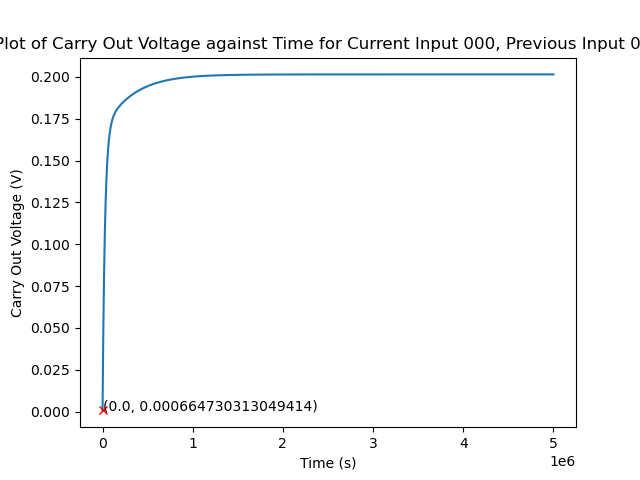 Plot of Carry Out Voltage against Time for Current Input 000, Previous Input 0
0.200
0.175
0.150
0.125
0.100
0.075
0.050
0.025
0.000
Carry Out Voltage (V)
(0.0, 0.000664730313049414)
0 1 2 3 4 5
1e6
Time (s)